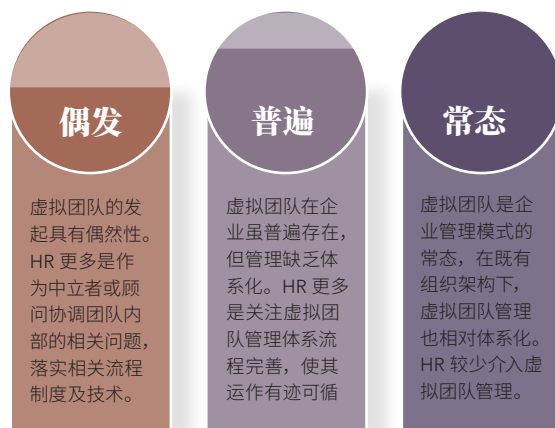 偶发
虚拟团队的发
起具有偶然性。
HR 更多是作
为中立者或顾
问协调团队内
部的相关问题，
落实相关流程
制度及技术。
普遍
虚拟团队在企
业虽普遍存在，
但管理缺乏体
系化。HR 更多
是关注虚拟团
队管理体系流
程完善，使其
运作有迹可循
常态
虚拟团队是企
业管理模式的
常态，在既有
组织架构下，
虚拟团队管理
也相对体系化。
HR 较少介入虚
拟团队管理。